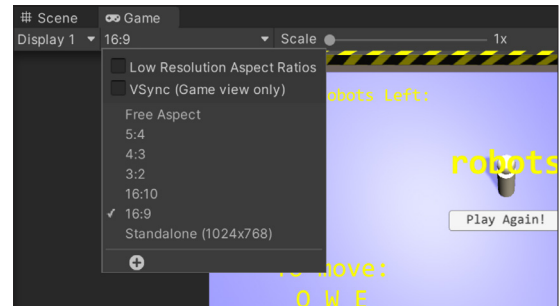 Scene Game
Display 1 16:9 Scale 1x
Low Resolution Aspect Ratios
VSync (Game view only)
Free Aspect
5:4
4:3
3:2
16:10
16:9
Standalone (1024x768)
robots Left:
robots
Play Again!
move:
Q W E